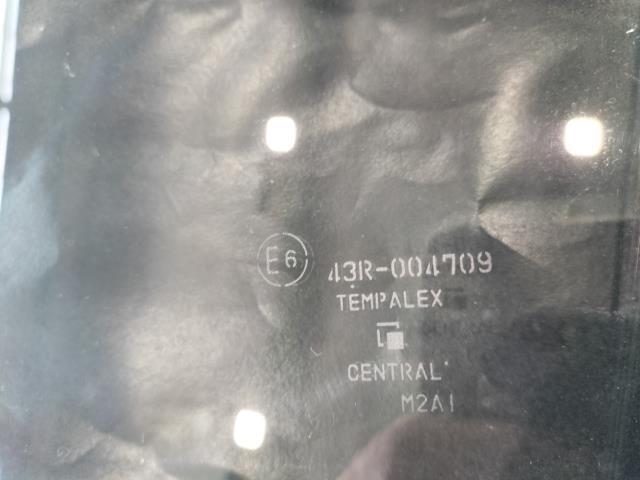 E6 43R-004709
TEMPALEX
CENTRAL
M2A1